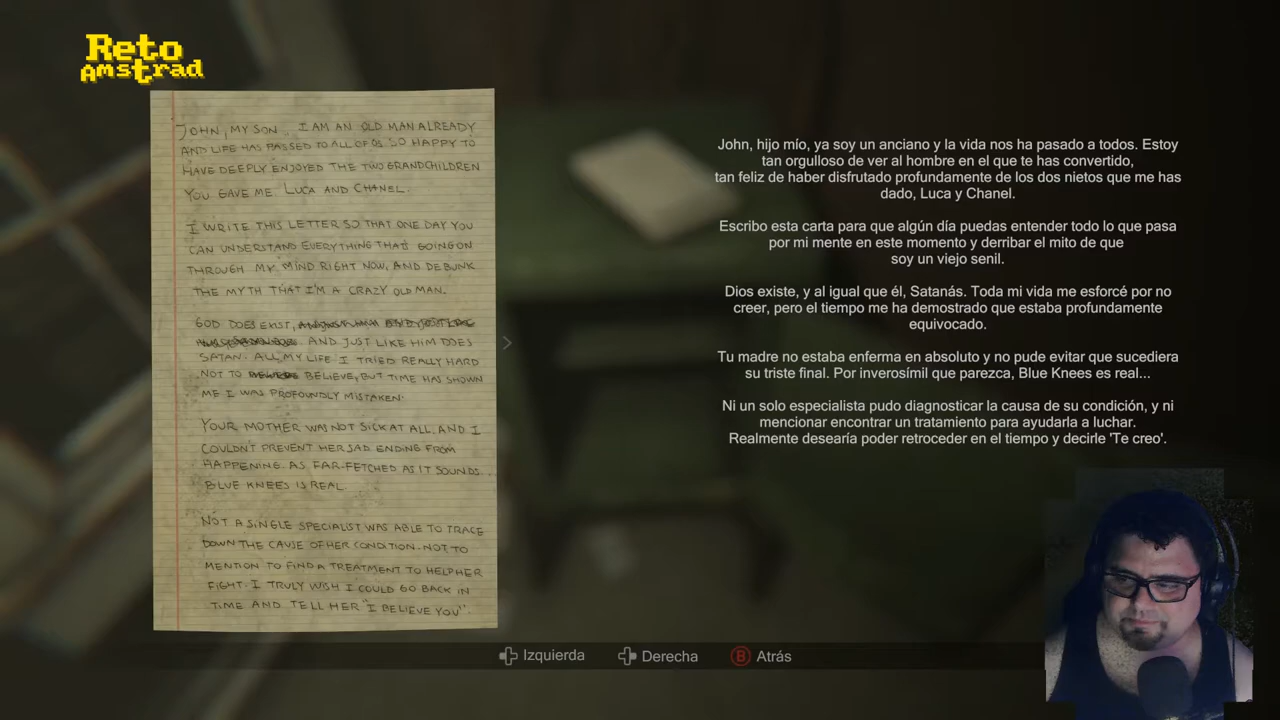 Reto
Amstrad
JOHN, MY SON.. I AM AN OLD MAN ALREADY
AND LIFE HAS PASSED TO ALL OF US SO HAPPY TO
HAVE DEEPLY ENJOYED THE TWO GRANDCHILDREN
YOU GAVE ME. LUCA AND CHANEL.
I WRITE THIS LETTER SO THAT ONE DAY YOU
CAN UNDERSTAND EVERYTHING THAT'S GOING ON
THROUGH MY MIND RIGHT NOW, AND DEBUNK
THE MYTH THAT I'M A CRAZY OLD MAN.
GOD DOES EXIST,
AND JUST LIKE HIM DOES
SATAN. ALL MY LIFE I TRIED REALLY HARD
NOT TO BELIEVE, BUT TIME HAS SHOWN
ME I WAS PROFOUNDLY MISTAKEN.
YOUR MOTHER WAS NOT SICK AT ALL, AND I
COULDN'T PREVENT HER SAD ENDING FROM
HAPPENING. AS FAR-FETCHED AS IT SOUNDS
BLUE KNEES IS REAL.
NOT A SINGLE SPECIALIST WAS ABLE TO TRACE
DOWN THE CAUSE OF HER CONDITION. NOT TO
MENTION TO FIND A TREATMENT TO HELP HER
FIGHT. I TRULY WISH I COULD GO BACK IN
TIME AND TELL HER "I BELIEVE YOU".
John, hijo mío, ya soy un anciano y la vida nos ha pasado a todos. Estoy
tan orgulloso de ver al hombre en el que te has convertido,
tan feliz de haber disfrutado profundamente de los dos nietos que me has
dado, Luca y Chanel.
Escribo esta carta para que algún día puedas entender todo lo que pasa
por mi mente en este momento y derribar el mito de que
soy un viejo senil.
Dios existe, y al igual que él, Satanás. Toda mi vida me esforcé por no
creer, pero el tiempo me ha demostrado que estaba profundamente
equivocado.
Tu madre no estaba enferma en absoluto y no pude evitar que sucediera
su triste final. Por inverosímil que parezca, Blue Knees es real...
Ni un solo especialista pudo diagnosticar la causa de su condición, y ni
mencionar encontrar un tratamiento para ayudarla a luchar.
Realmente desearía poder retroceder en el tiempo y decirle 'Te creo'.
Izquierda
Derecha
B Atrás